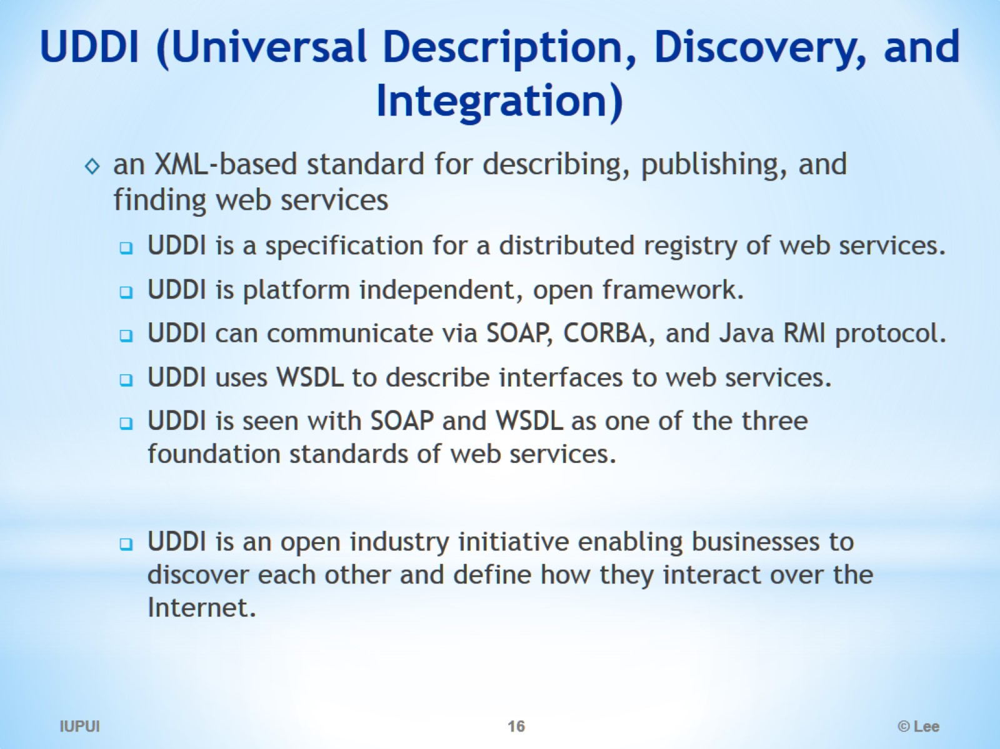 UDDI (Universal Description, Discovery, and
Integration)
◇ an XML-based standard for describing, publishing, and
finding web services
❑ UDDI is a specification for a distributed registry of web services.
❑ UDDI is platform independent, open framework.
❑ UDDI can communicate via SOAP, CORBA, and Java RMI protocol.
❑ UDDI uses WSDL to describe interfaces to web services.
❑ UDDI is seen with SOAP and WSDL as one of the three
foundation standards of web services.
❑ UDDI is an open industry initiative enabling businesses to
discover each other and define how they interact over the
Internet.
IUPUI 16 © Lee